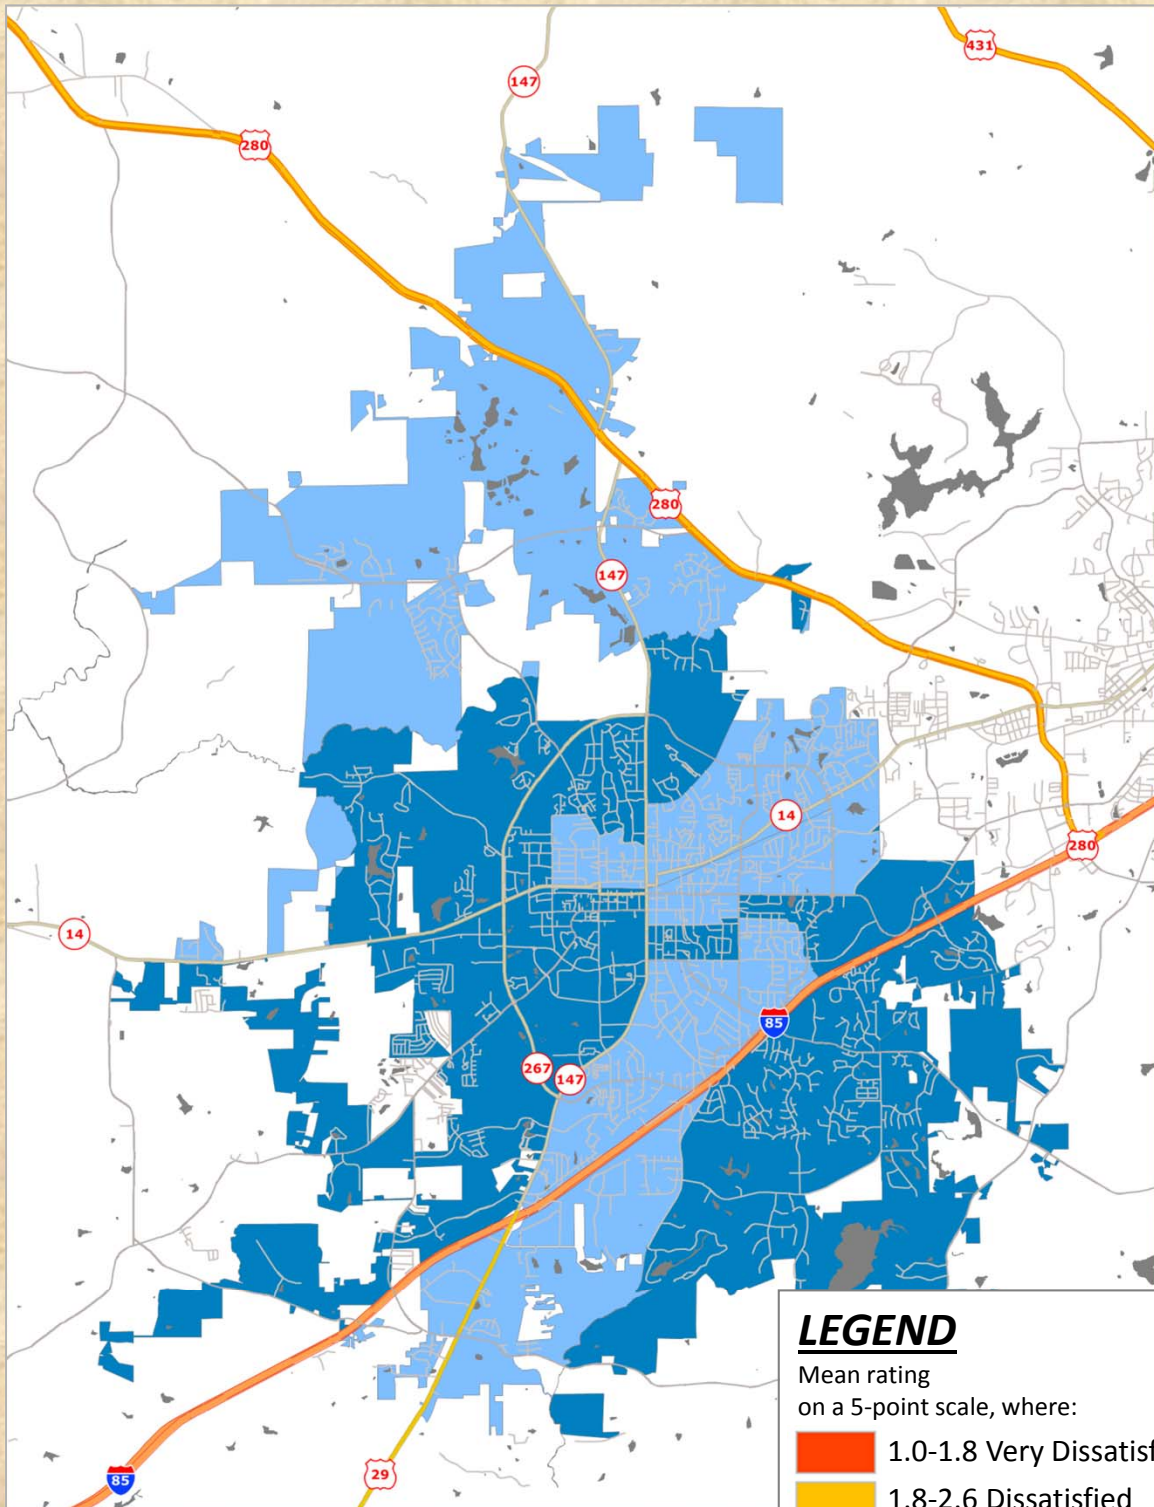 431
147
280
280
147
14
280
14
85
267
147
29
85
LEGEND
Mean rating
on a 5-point scale, where:
1.0-1.8 Very Dissatisf
1.8-2.6 Dissatisfied